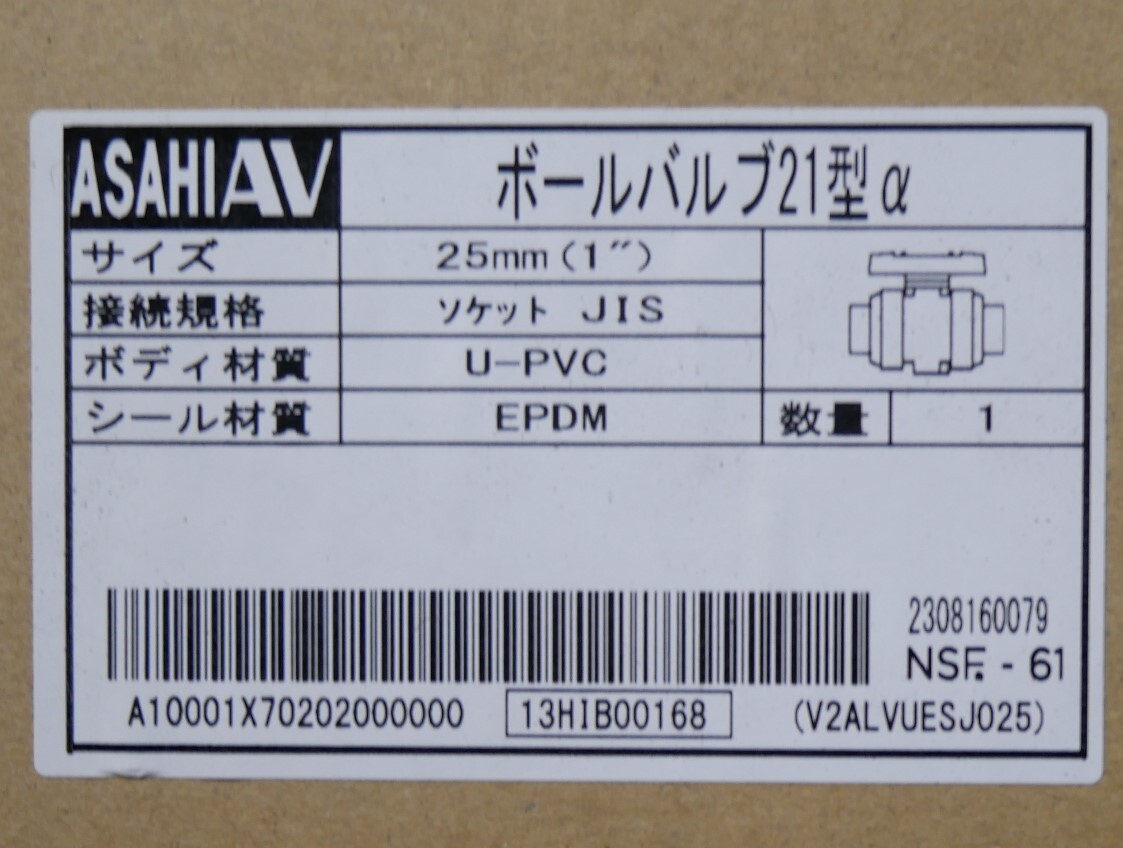 ASAHI AV
ボールバルブ21型α
サイズ 25mm(1″)
接続規格 ソケット JIS
ボディ材質 U-PVC
シール材質 EPDM 数量 1
2308160079
NSF. - 61
A10001X70202000000 13HIB00168 (V2ALVUESJ025)